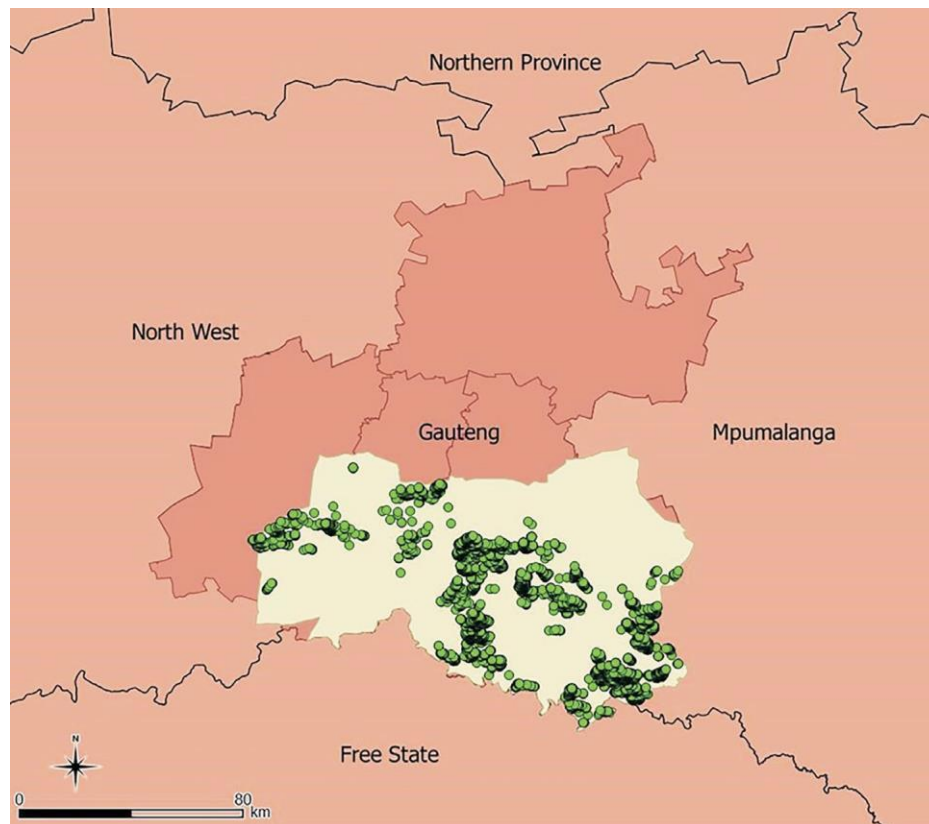 Northern Province
North West
Gauteng
Mpumalanga
Free State
N
0 80
km